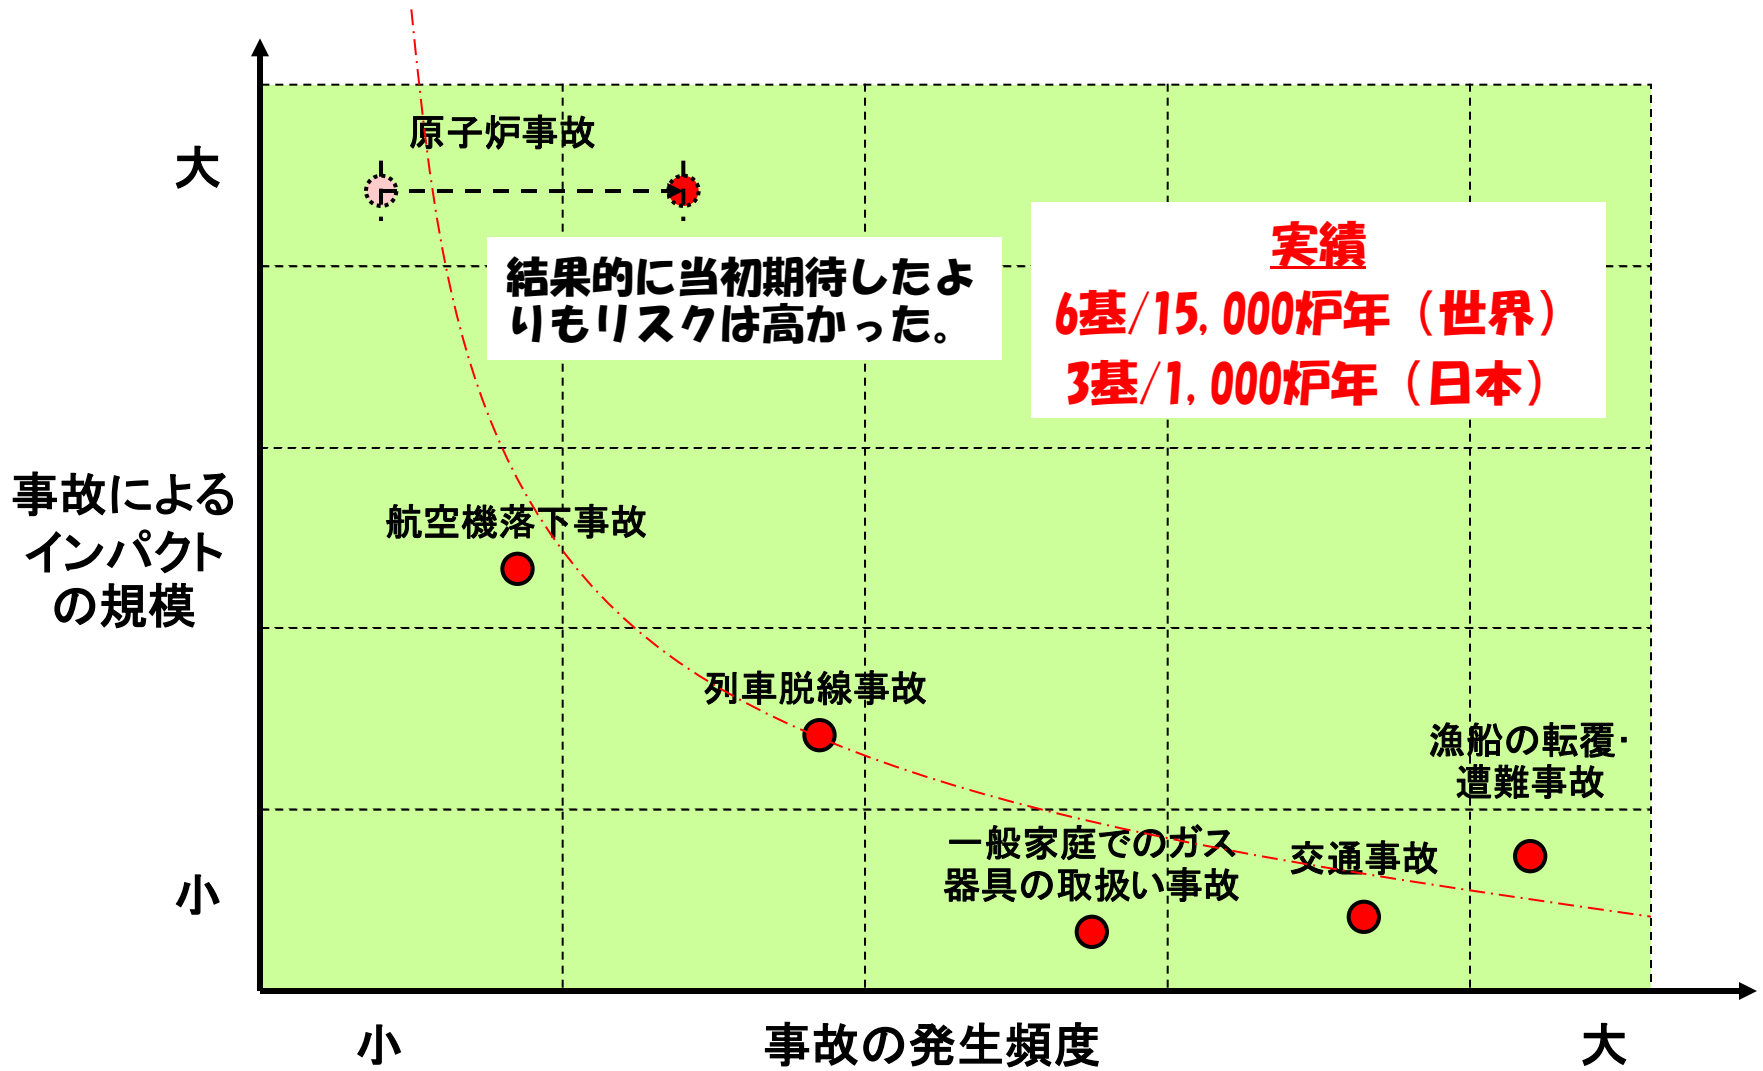 原子炉事故
大
結果的に当初期待したよ
りもリスクは高かった。
実績
6基/15,000炉年（世界）
3基/1,000炉年（日本）
事故による
インパクト
の規模
航空機落下事故
列車脱線事故
漁船の転覆・
遭難事故
一般家庭でのガス
器具の取扱い事故
交通事故
小
小
事故の発生頻度
大